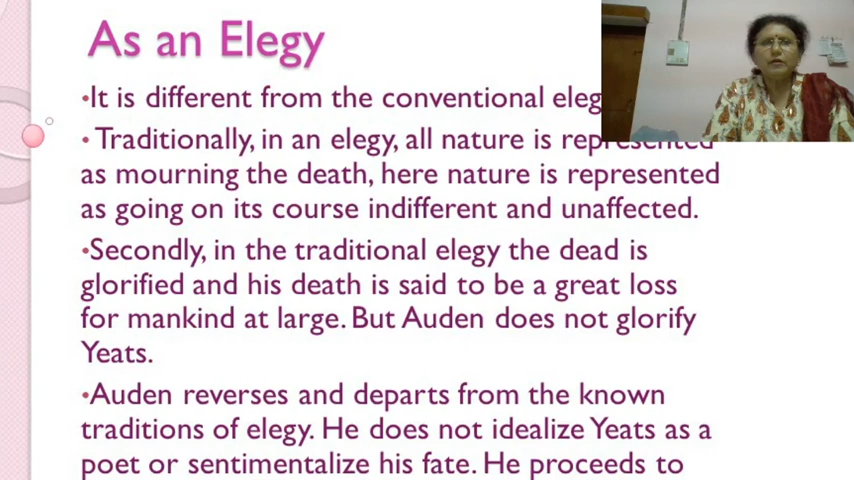 As an Elegy
•It is different from the conventional
• Traditionally, in an elegy, all nature is represented
as mourning the death, here nature is represented
as going on its course indifferent and unaffected.
•Secondly, in the traditional elegy the dead is
glorified and his death is said to be a great loss
for mankind at large. But Auden does not glorify
Yeats.
•Auden reverses and departs from the known
traditions of elegy. He does not idealize Yeats as a
poet or sentimentalize his fate. He proceeds to